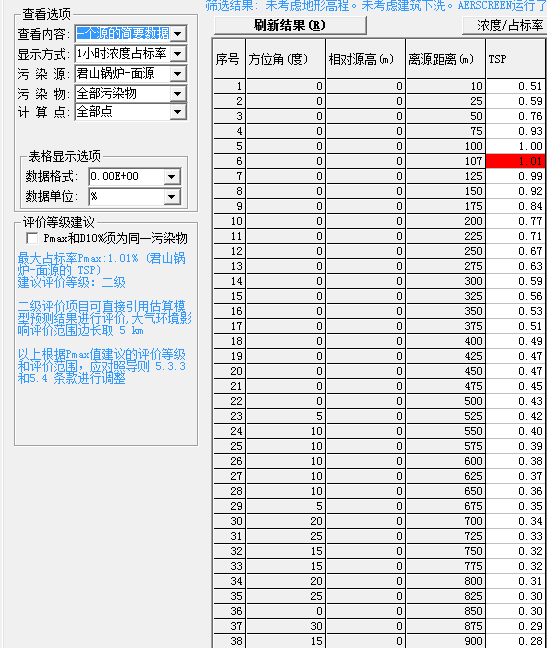 筛选结果: 未考虑地形高程。未考虑建筑下洗。AERSCREEN运行了
查看选项
查看内容: 一个源的简要数据
显示方式: 1小时浓度占标率
污 染 源: 君山锅炉-面源
污 染 物: 全部污染物
计 算 点: 全部点
表格显示选项
数据格式: 0.00E+00
数据单位: %
评价等级建议
Pmax和D10%须为同一污染物
最大占标率Pmax:1.01% (君山锅
炉-面源的 TSP)
建议评价等级: 二级
二级评价项目可直接引用估算模
型预测结果进行评价,大气环境影
响评价范围边长取 5 km
以上根据Pmax值建议的评价等级
和评价范围, 应对照导则 5.3.3
和5.4 条款进行调整
刷新结果(R) 浓度/占标率
序号 方位角(度) 相对源高(m) 离源距离(m) TSP
1 0 0 10 0.51
2 0 0 25 0.59
3 0 0 50 0.76
4 0 0 75 0.93
5 0 0 100 1.00
6 0 0 107 1.01
7 0 0 125 0.99
8 0 0 150 0.92
9 0 0 175 0.84
10 0 0 200 0.77
11 0 0 225 0.71
12 0 0 250 0.67
13 0 0 275 0.63
14 0 0 300 0.59
15 0 0 325 0.56
16 0 0 350 0.53
17 0 0 375 0.51
18 0 0 400 0.49
19 0 0 425 0.47
20 0 0 450 0.47
21 0 0 475 0.45
22 0 0 500 0.43
23 5 0 525 0.42
24 10 0 550 0.40
25 10 0 575 0.39
26 10 0 600 0.38
27 10 0 625 0.37
28 10 0 650 0.36
29 5 0 675 0.35
30 20 0 700 0.34
31 25 0 725 0.33
32 15 0 750 0.32
33 15 0 775 0.32
34 20 0 800 0.31
35 25 0 825 0.30
36 0 0 850 0.30
37 30 0 875 0.29
38 15 0 900 0.28